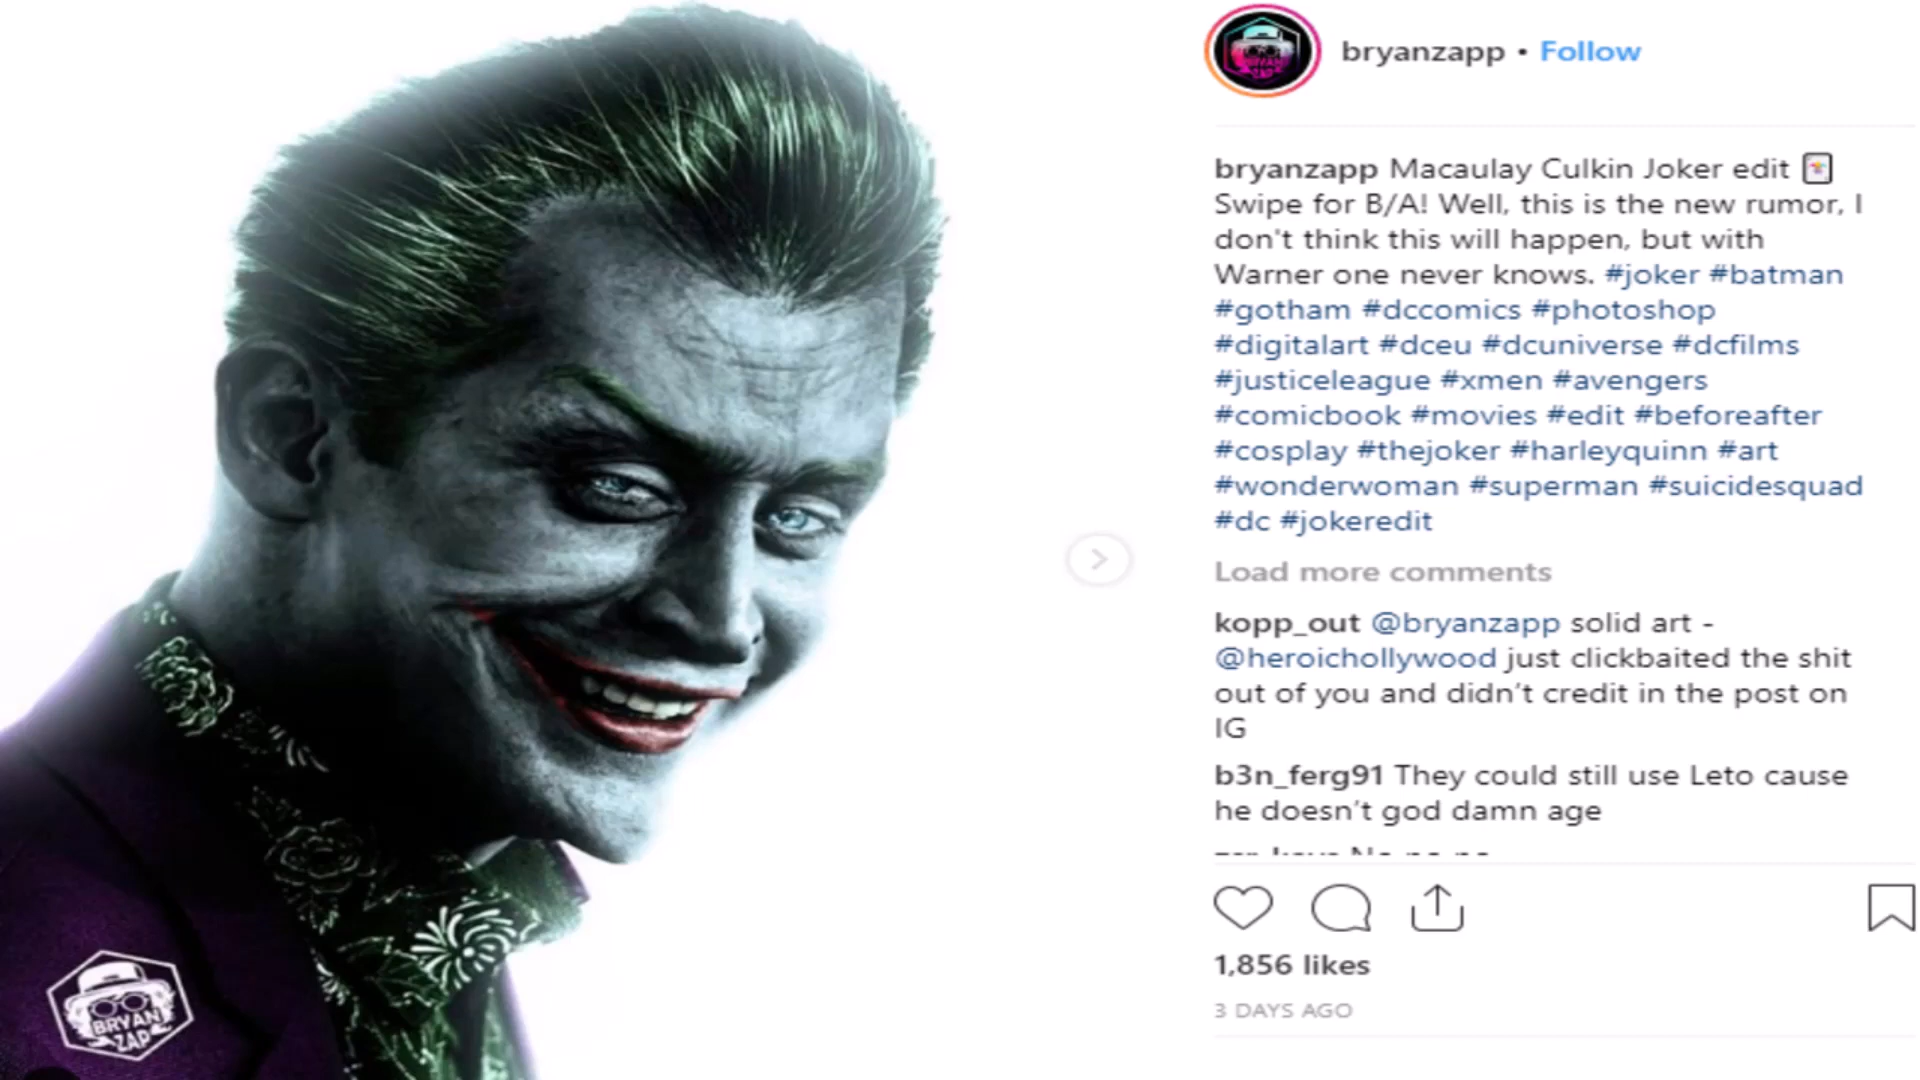 bryanzapp • Follow
bryanzapp Macaulay Culkin Joker edit 🃏
Swipe for B/A! Well, this is the new rumor, I
don't think this will happen, but with
Warner one never knows. #joker #batman
#gotham #dccomics #photoshop
#digitalart #dceu #dcuniverse #dcfilms
#justiceleague #xmen #avengers
#comicbook #movies #edit #beforeafter
#cosplay #thejoker #harleyquinn #art
#wonderwoman #superman #suicidesquad
#dc #jokeredit
Load more comments
kopp_out @bryanzapp solid art -
@heroichollywood just clickbaited the shit
out of you and didn’t credit in the post on
IG
b3n_ferg91 They could still use Leto cause
he doesn’t god damn age
1,856 likes
3 DAYS AGO
BRYAN
ZAP
BRYAN
ZAP